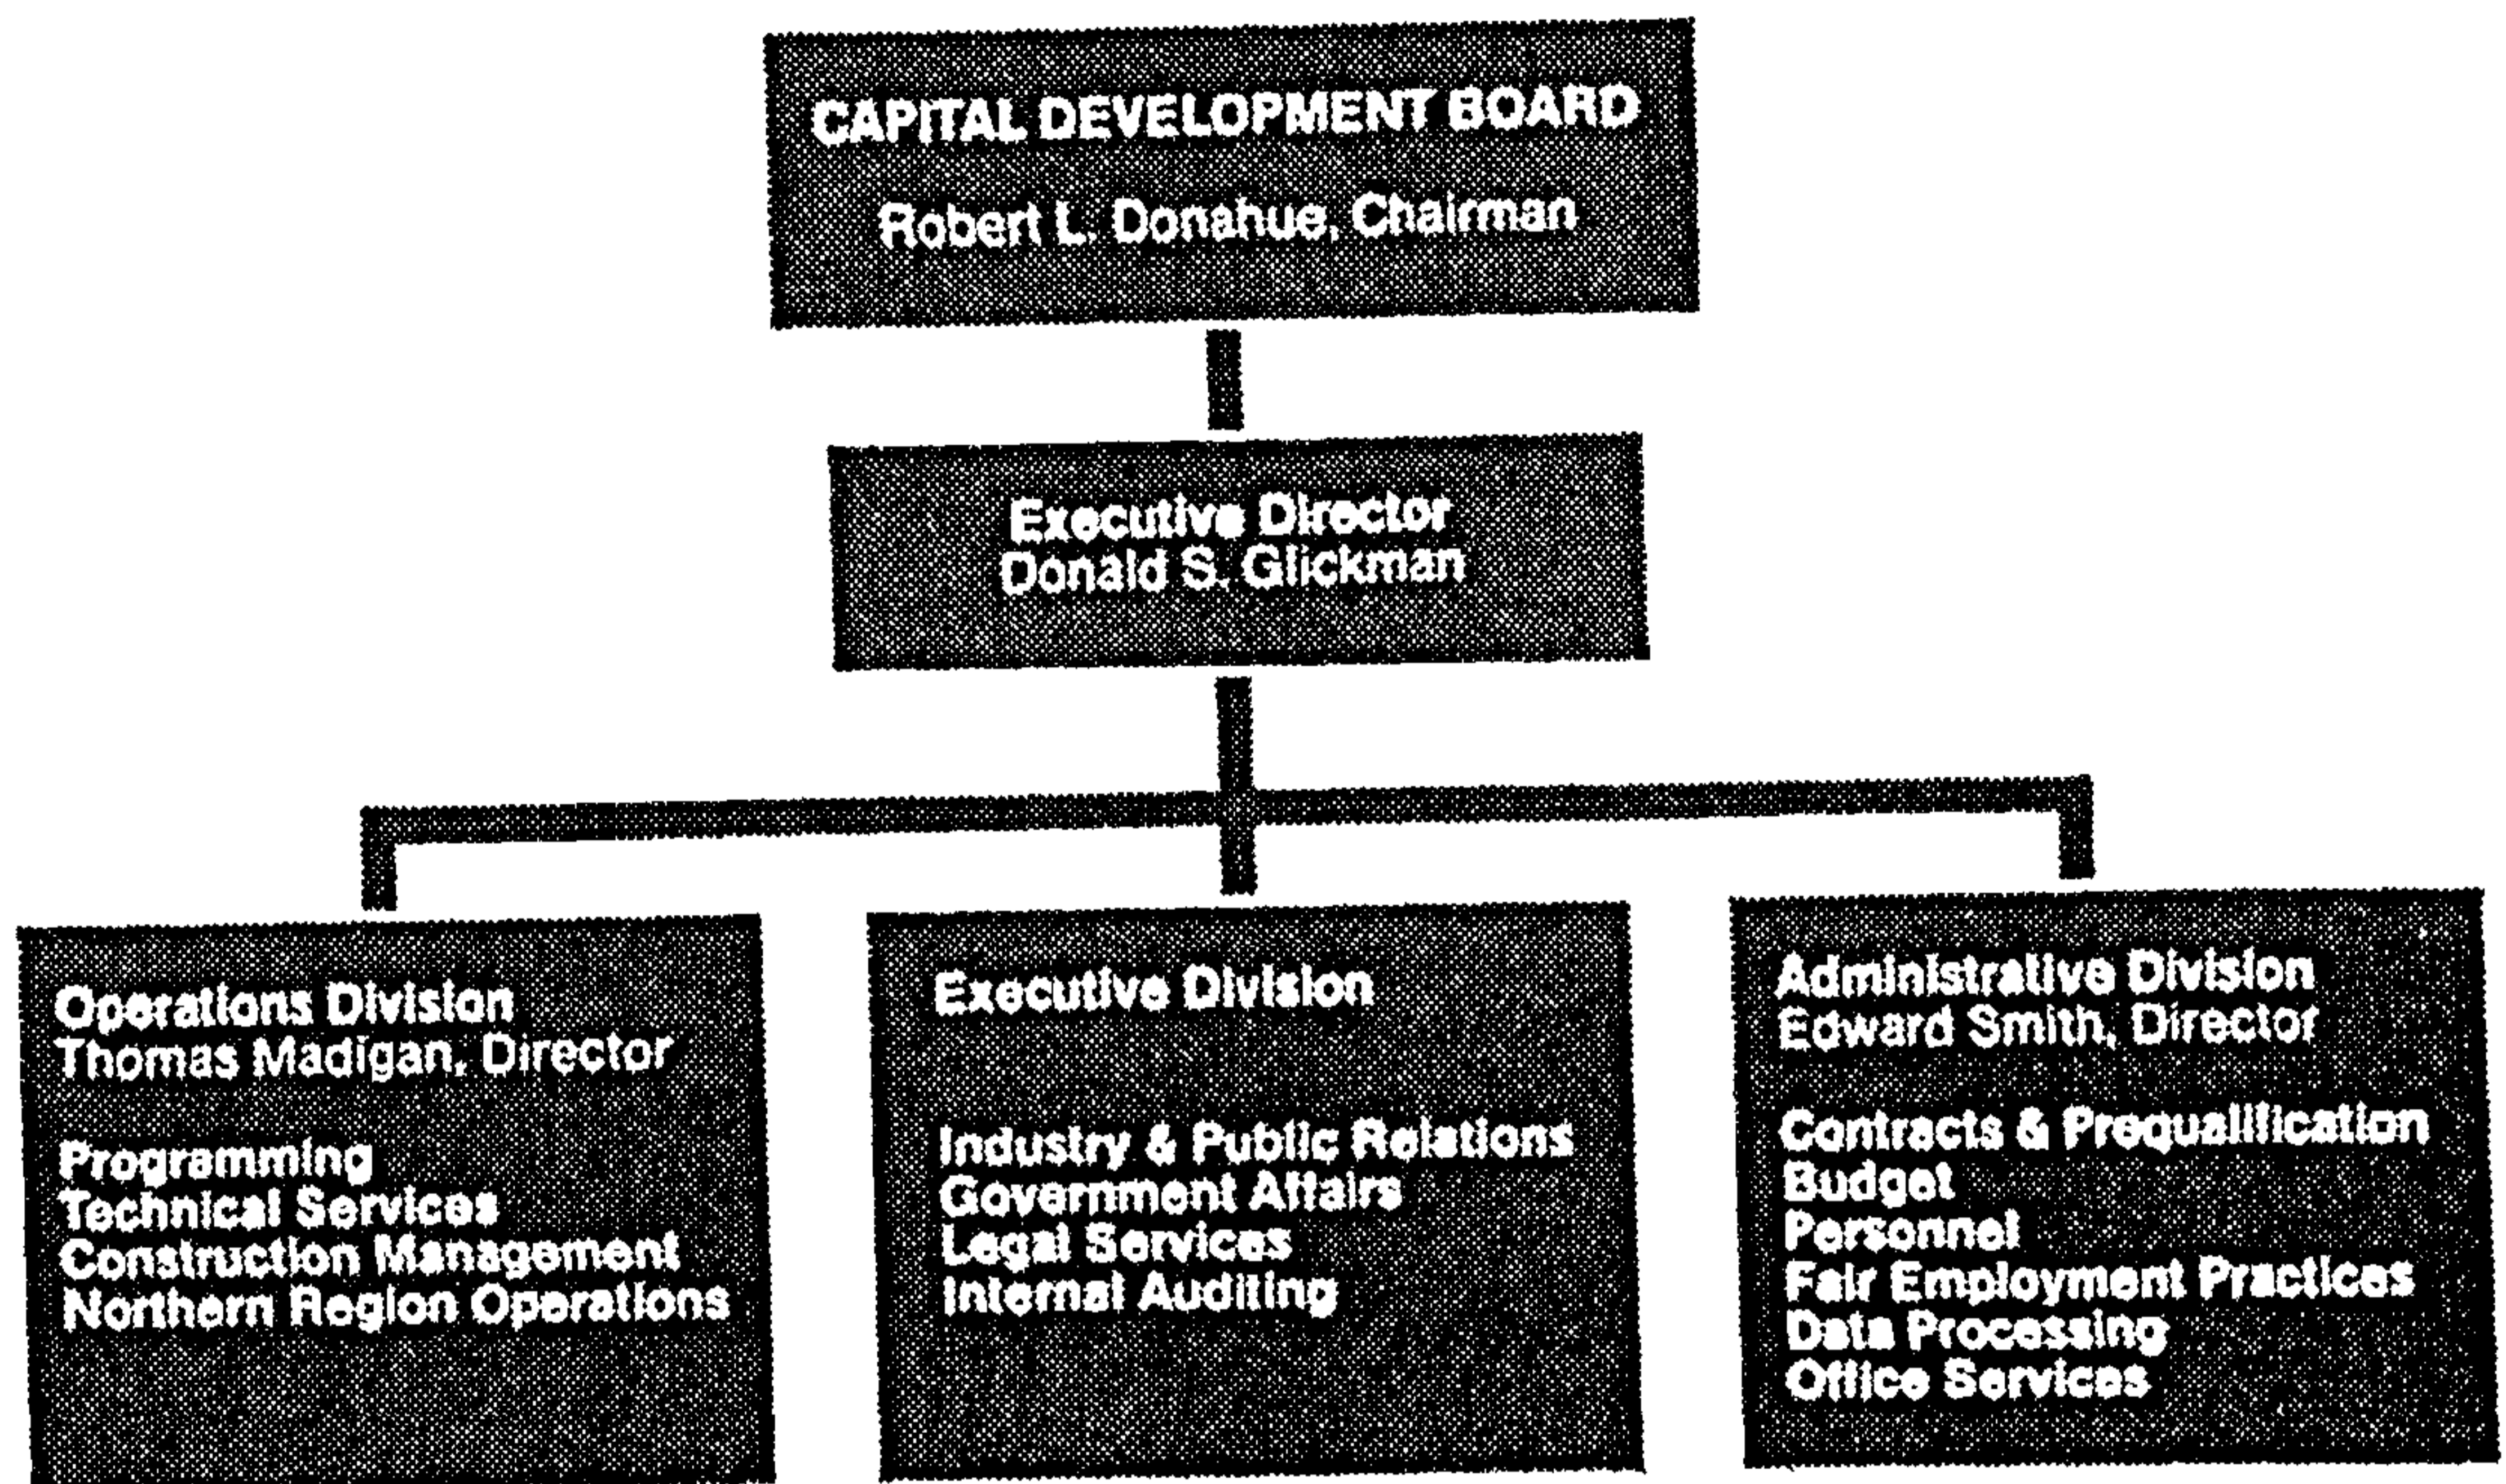 CAPITAL DEVELOPMENT BOARD
Robert L. Donahue, Chairman
Executive Director
Donald S. Glickman
Operations Division
Thomas Madigan, Director
Programming
Technical Services
Construction Management
Northern Region Operations
Executive Division
Industry & Public Relations
Government Affairs
Legal Services
Internal Auditing
Administrative Division
Edward Smith, Director
Contracts & Prequalification
Budget
Personnel
Fair Employment Practices
Data Processing
Office Services